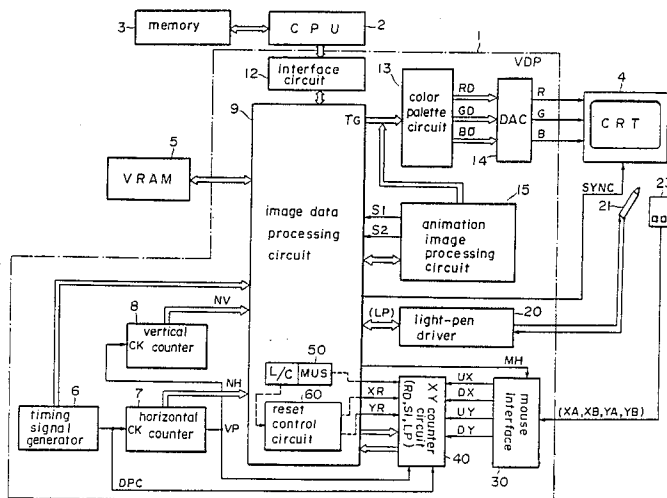 3
memory
C P U
2
1
12
interface
circuit
VDP
13
color
palette
circuit
RD
GD
BD
DAC
14
R
G
B
4
CRT
9
TG
5
VRAM
image data
processing
circuit
S1
S2
15
animation
image
processing
circuit
SYNC
21
8
NV
vertical
counter
CK
(LP)
20
light-pen
driver
6
timing
signal
generator
7
NH
CK
horizontal
counter
VP
DPC
50
L/C
MUS
60
reset
control
circuit
XR
YR
MH
X Y counter
circuit
(RD,S1,LP)
40
UX
DX
UY
DY
mouse
interface
30
(XA,XB,YA,YB)